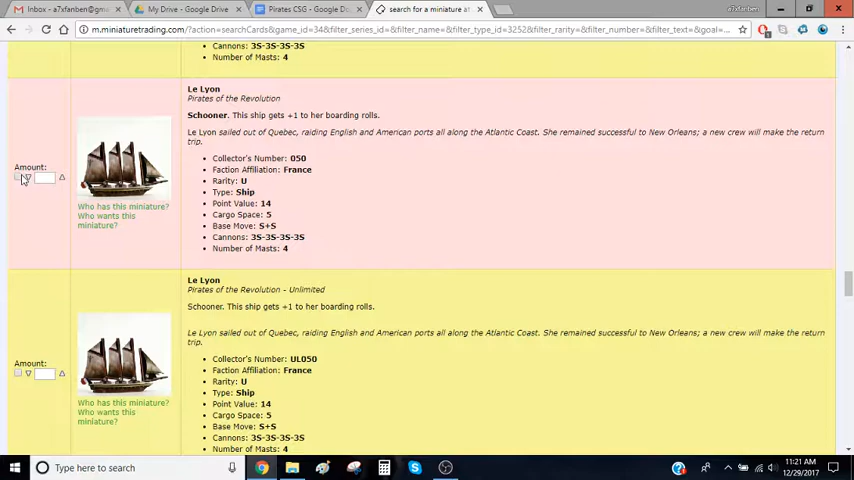 Inbox - a7xfanben@gm
My Drive - Google Drive
Pirates CSG - Google Do
search for a miniature at
a7xfanben
m.miniaturetrading.com/?action=searchCards&game_id=34&filter_series_id=&filter_name=&filter_type_id=3252&filter_rarity=&filter_number=&filter_text=&goal=
Cannons: 3S-3S-3S-3S
Number of Masts: 4
Le Lyon
Pirates of the Revolution
Schooner. This ship gets +1 to her boarding rolls.
Le Lyon sailed out of Quebec, raiding English and American ports all along the Atlantic Coast. She remained successful to New Orleans; a new crew will make the return
trip.
Amount:
Collector's Number: 050
Faction Affiliation: France
Rarity: U
Type: Ship
Point Value: 14
Cargo Space: 5
Base Move: S+S
Cannons: 3S-3S-3S-3S
Number of Masts: 4
Who has this miniature?
Who wants this
miniature?
Le Lyon
Pirates of the Revolution - Unlimited
Schooner. This ship gets +1 to her boarding rolls.
Le Lyon sailed out of Quebec, raiding English and American ports all along the Atlantic Coast. She remained successful to New Orleans; a new crew will make the return
trip.
Amount:
Collector's Number: UL050
Faction Affiliation: France
Rarity: U
Type: Ship
Point Value: 14
Cargo Space: 5
Base Move: S+S
Cannons: 3S-3S-3S-3S
Number of Masts: 4
Who has this miniature?
Who wants this
miniature?
Type here to search
11:21 AM
12/29/2017